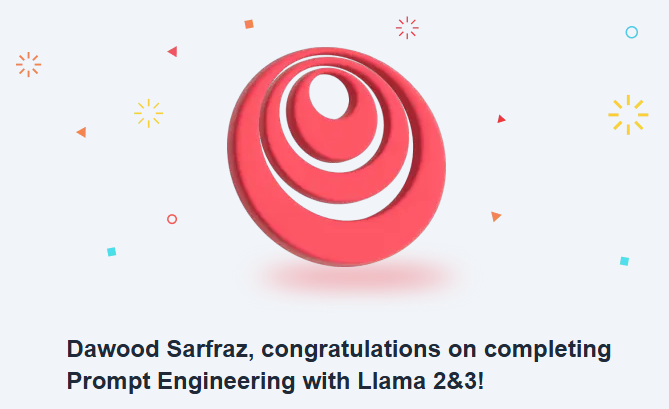 Dawood Sarfraz, congratulations on completing
Prompt Engineering with Llama 2&3!